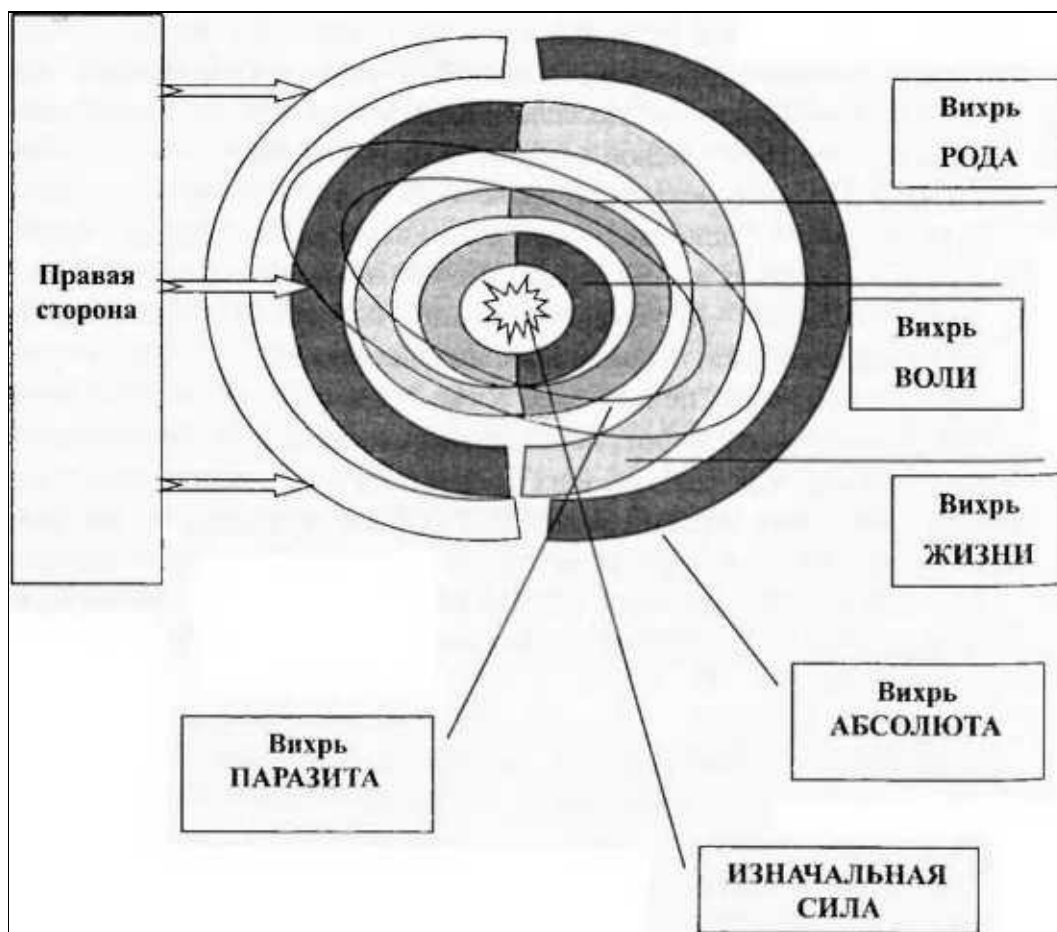 Вихрь
РОДА
Правая
сторона
Вихрь
ВОЛИ
Вихрь
ЖИЗНИ
Вихрь
АБСОЛЮТА
Вихрь
ПАРАЗИТА
ИЗНАЧАЛЬНАЯ
СИЛА